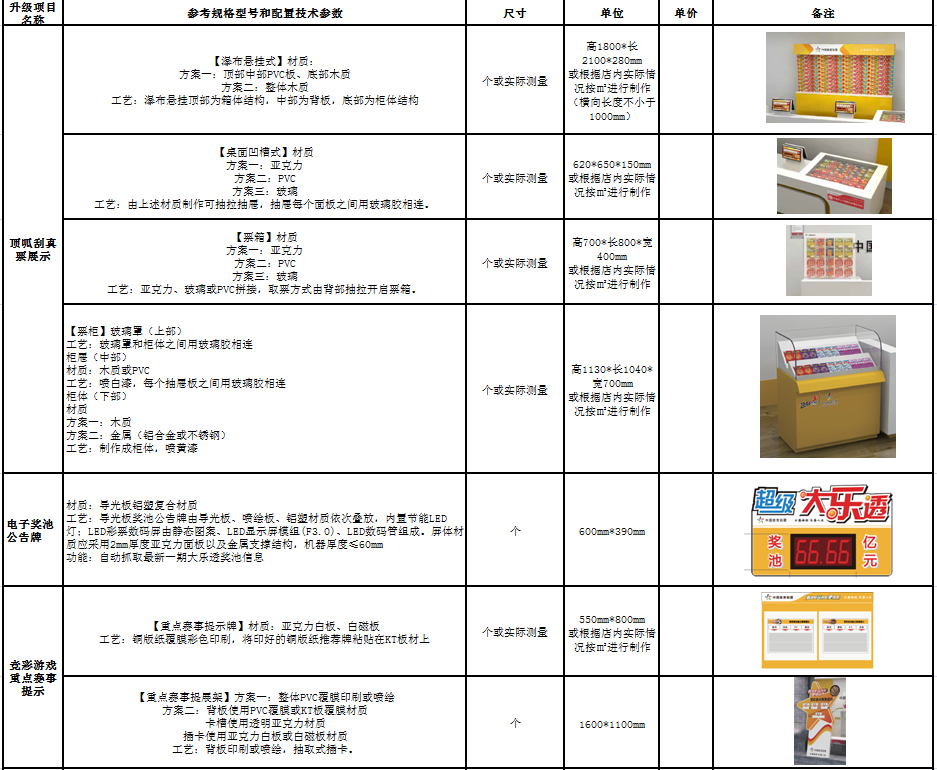 升级项目
名称
参考规格型号和配置技术参数
尺寸
单位
单价
备注
顶呱刮真
票展示
【瀑布悬挂式】材质：
方案一：顶部中部PVC板、底部木质
方案二：整体木质
工艺：瀑布悬挂顶部为箱体结构，中部为背板，底部为柜体结构
个或实际测量
高1800*长
2100*280mm
或根据店内实际情
况按㎡进行制作
（横向长度不小于
1000mm）
【桌面凹槽式】材质
方案一：亚克力
方案二：PVC
方案三：玻璃
工艺：由上述材质制作可抽拉抽屉，抽屉每个面板之间用玻璃胶相连。
个或实际测量
620*650*150mm
或根据店内实际情
况按㎡进行制作
【票箱】材质
方案一：亚克力
方案二：PVC
方案三：玻璃
工艺：亚克力、玻璃或PVC拼接，取票方式由背部抽拉开启票箱。
个或实际测量
高700*长800*宽
400mm
或根据店内实际情
况按㎡进行制作
中国
【票柜】玻璃罩（上部）
工艺：玻璃罩和柜体之间用玻璃胶相连
柜屉（中部）
材质：木质或PVC
工艺：喷白漆，每个抽屉板之间用玻璃胶相连
柜体（下部）
材质
方案一：木质
方案二：金属（铝合金或不锈钢）
工艺：制作成柜体，喷黄漆
个或实际测量
高1130*长1040*
宽700mm
或根据店内实际情
况按㎡进行制作
电子奖池
公告牌
材质：导光板铝塑复合材质
工艺：导光板奖池公告牌由导光板、喷绘板、铝塑材质依次叠放，内置节能LED
灯；LED彩票数码屏由静态图案、LED显示屏模组(F3.0)、LED数码管组成。屏体材
质应采用2mm厚度亚克力面板以及金属支撑结构，机器厚度≤60mm
功能：自动抓取最新一期大乐透奖池信息
个
600mm*390mm
超级大乐透
中国体育彩票
奖池
66.66
亿元
竞彩游戏
重点赛事
提示
【重点赛事提示牌】材质：亚克力白板、白磁板
工艺：铜版纸覆膜彩色印刷，将印好的铜版纸推荐牌粘贴在KT板材上
个或实际测量
550mm*800mm
或根据店内实际情
况按㎡进行制作
中国体育彩票
【重点赛事提展架】方案一：整体PVC覆膜印刷或喷绘
方案二：背板使用PVC覆膜或KT板覆膜材质
卡槽使用透明亚克力材质
插卡使用亚克力白板或白磁板材质
工艺：背板印刷或喷绘，抽取式插卡。
个
1600*1100mm